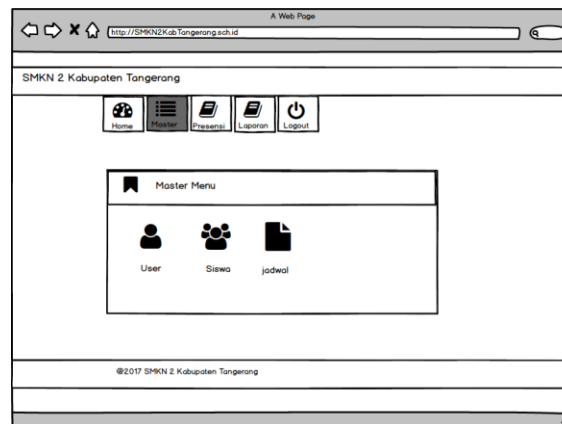 A Web Page
http://SMKN2KabTangerang.sch.id
SMKN 2 Kabupaten Tangerang
Home Master Presensi Laporan Logout
Master Menu
User Siswa jadwal
@2017 SMKN 2 Kabupaten Tangerang